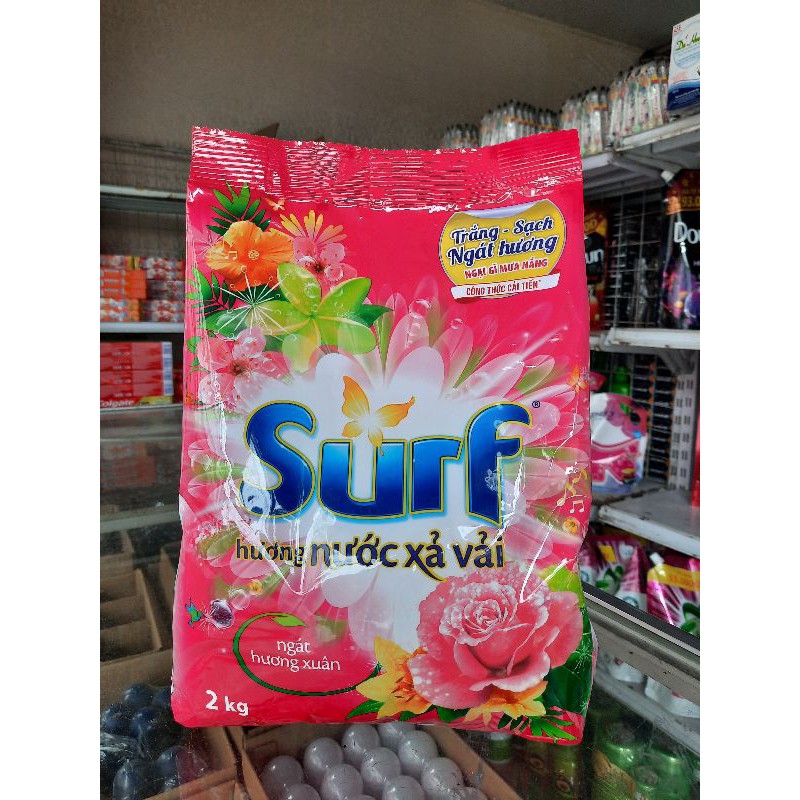 Trắng - Sạch
Ngát hương
NGẠI GÌ MƯA NẮNG
CÔNG THỨC CẢI TIẾN
Surf®
hương nước xả vải
ngát
hương xuân
2 kg
Colgate